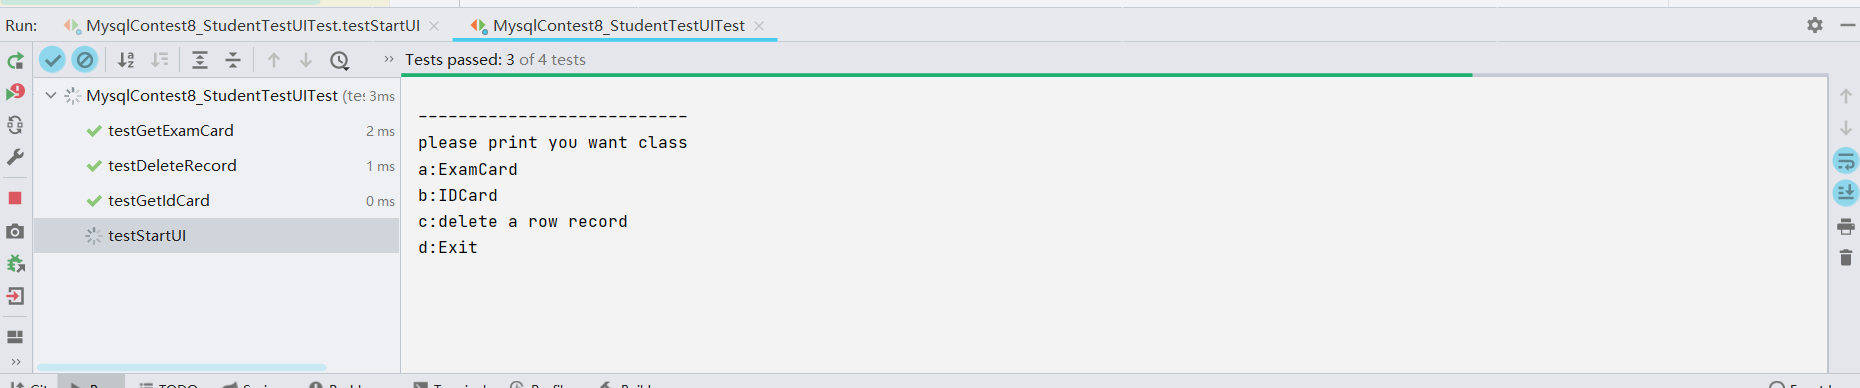 Run: MysqlContest8_StudentTestUITest.testStartUI MysqlContest8_StudentTestUITest
Tests passed: 3 of 4 tests
MysqlContest8_StudentTestUITest 3ms
testGetExamCard 2 ms
testDeleteRecord 1 ms
testGetIdCard 0 ms
testStartUI
---------------------------
please print you want class
a:ExamCard
b:IDCard
c:delete a row record
d:Exit